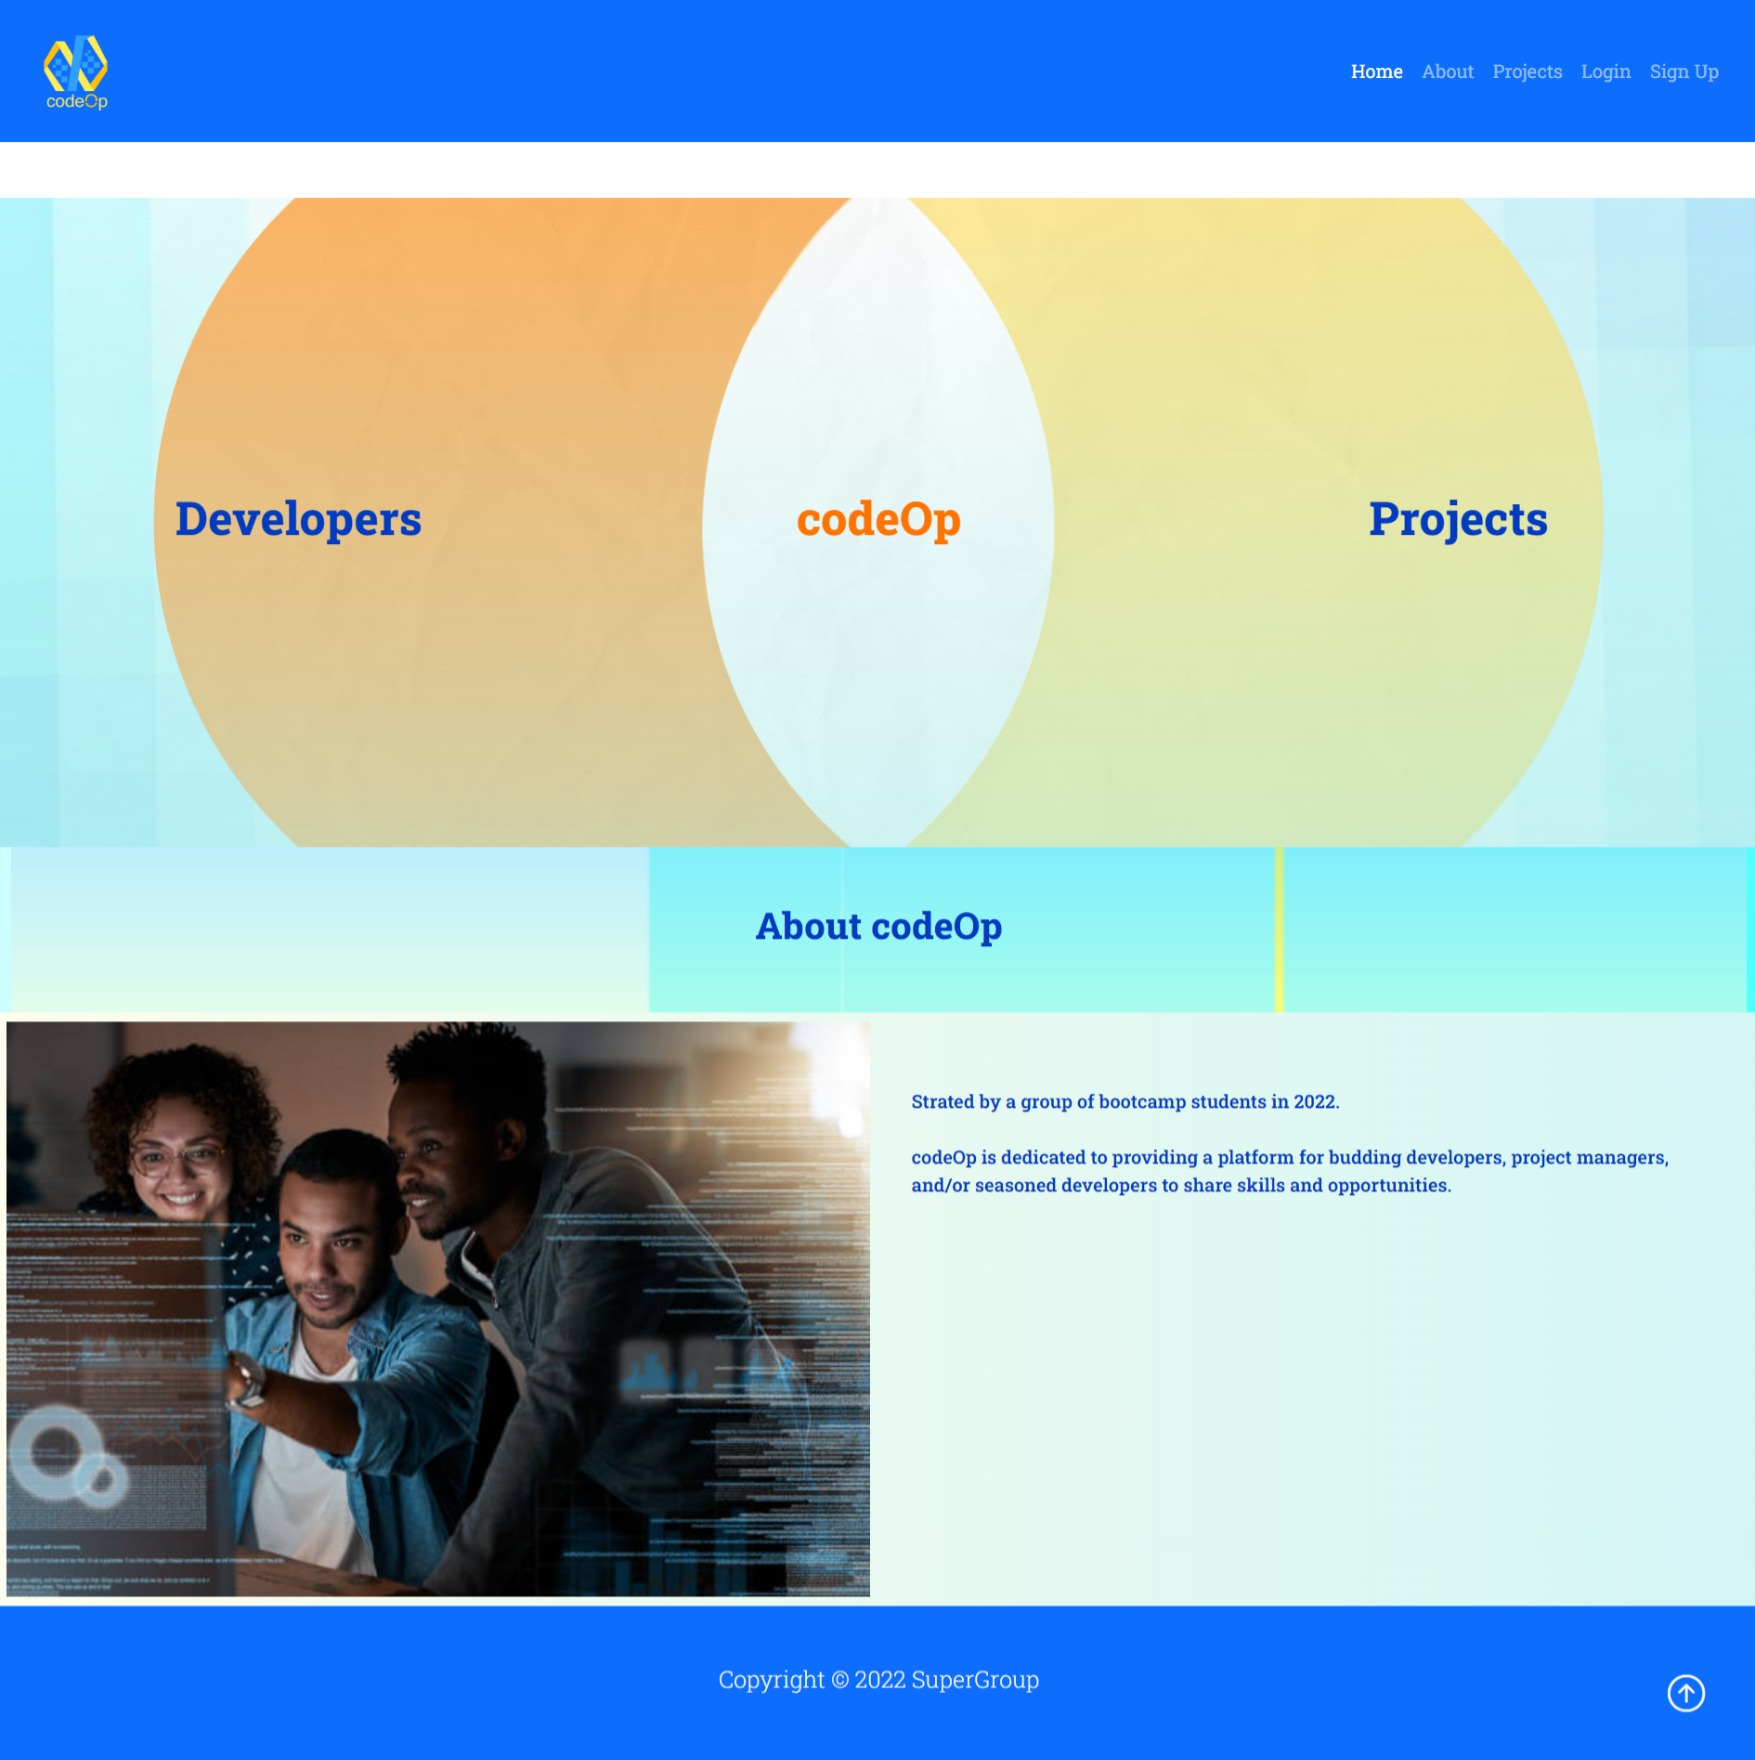 codeOp
Home About Projects Login Sign Up
Developers codeOp Projects
About codeOp
Strated by a group of bootcamp students in 2022.
codeOp is dedicated to providing a platform for budding developers, project managers,
and/or seasoned developers to share skills and opportunities.
Copyright © 2022 SuperGroup